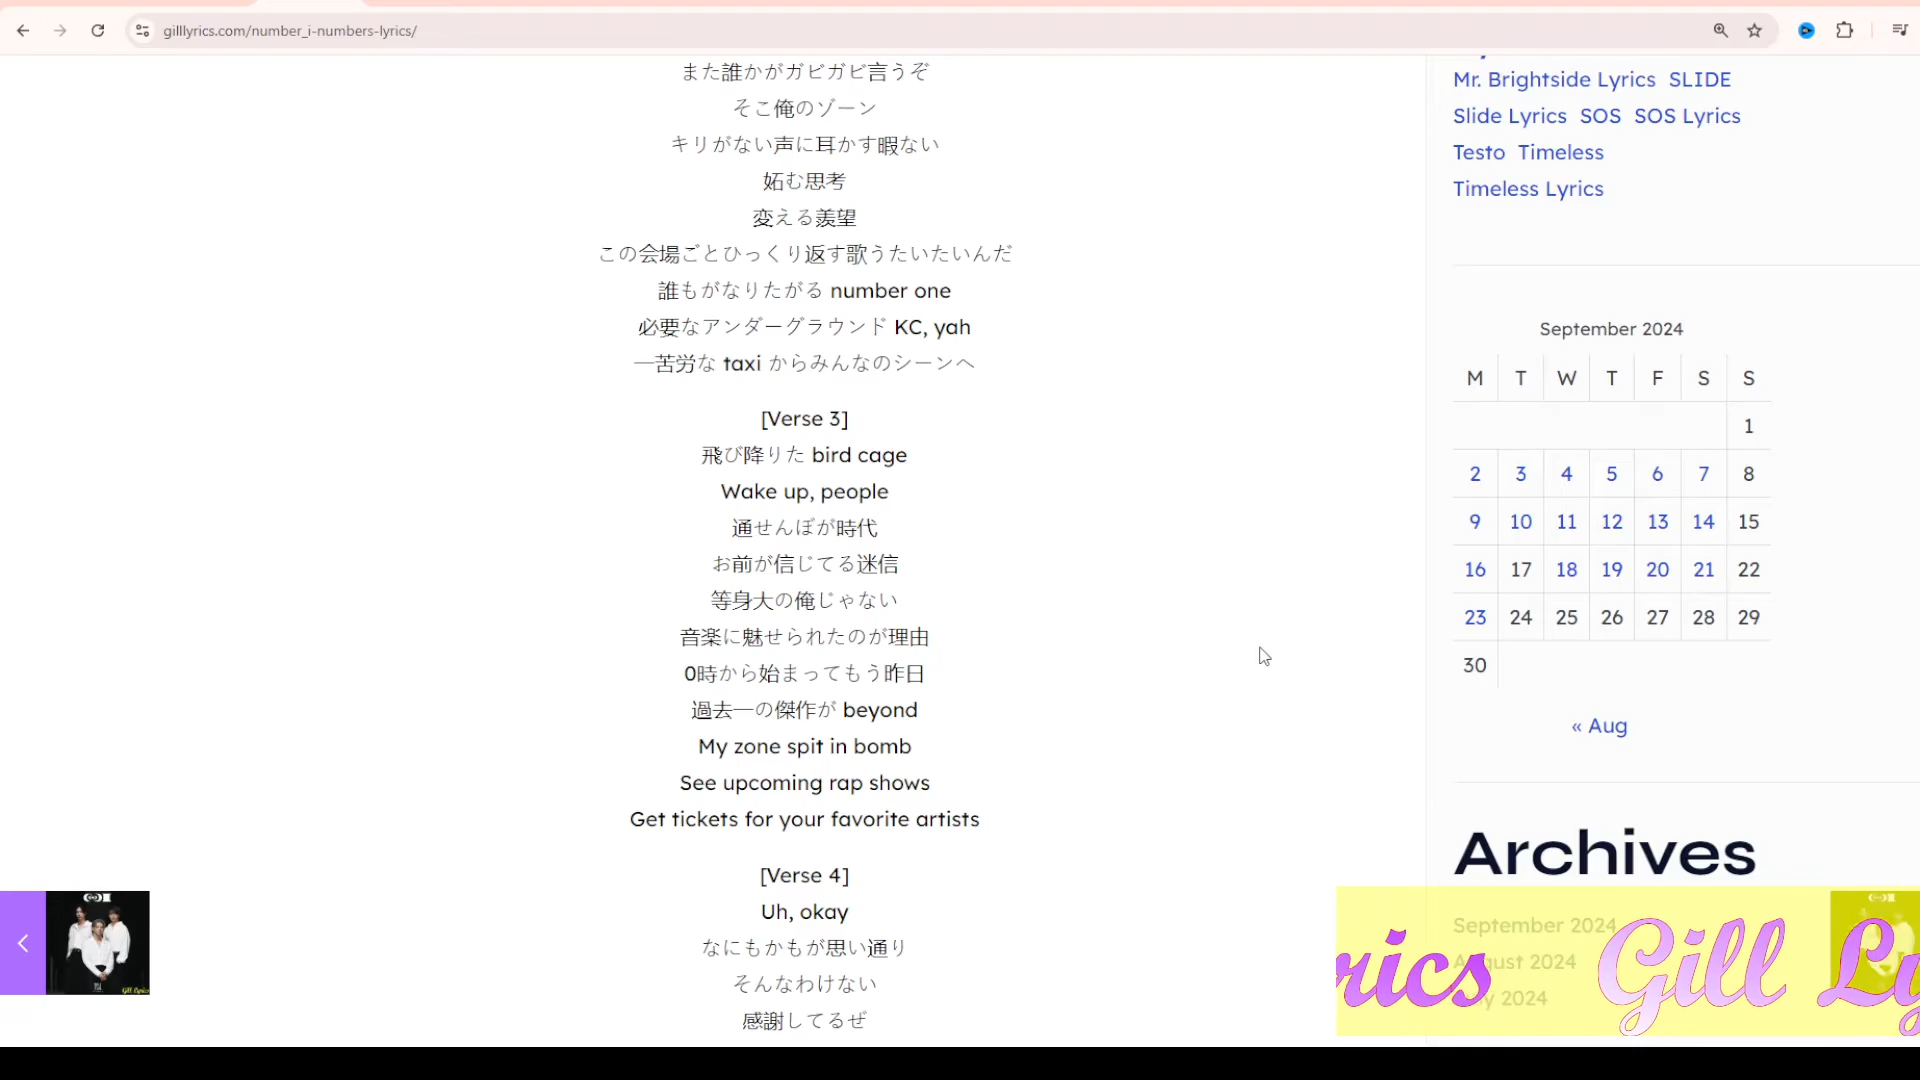 gilllyrics.com/number_i-numbers-lyrics/
また誰かがガビガビ言うぞ
そこ俺のゾーン
キリがない声に耳かす暇ない
妬む思考
変える羨望
この会場ごとひっくり返す歌うたいたいんだ
誰もがなりたがる number one
必要なアンダーグラウンド KC, yah
一苦労な taxi からみんなのシーンへ
[Verse 3]
飛び降りた bird cage
Wake up, people
通せんぼが時代
お前が信じてる迷信
等身大の俺じゃない
音楽に魅せられたのが理由
0時から始まってもう昨日
過去一の傑作が beyond
My zone spit in bomb
See upcoming rap shows
Get tickets for your favorite artists
[Verse 4]
Uh, okay
なにもかもが思い通り
そんなわけない
感謝してるぜ
Mr. Brightside Lyrics SLIDE
Slide Lyrics SOS SOS Lyrics
Testo Timeless
Timeless Lyrics
September 2024
M T W T F S S
1
2 3 4 5 6 7 8
9 10 11 12 13 14 15
16 17 18 19 20 21 22
23 24 25 26 27 28 29
30
« Aug
Archives
September 2024
August 2024
July 2024
rics Gill Ly
Gill Lyrics